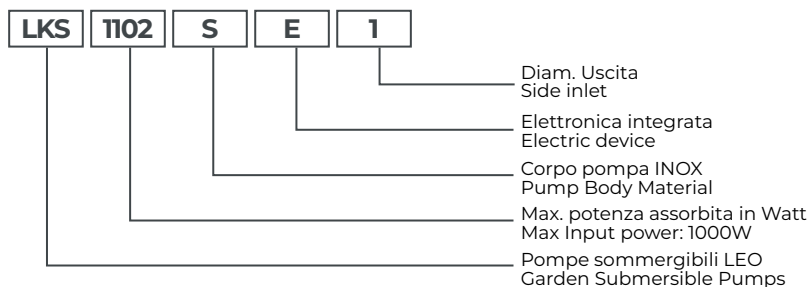 LKS 1102 S E 1
Diam. Uscita
Side inlet
Elettronica integrata
Electric device
Corpo pompa INOX
Pump Body Material
Max. potenza assorbita in Watt
Max Input power: 1000W
Pompe sommergibili LEO
Garden Submersible Pumps